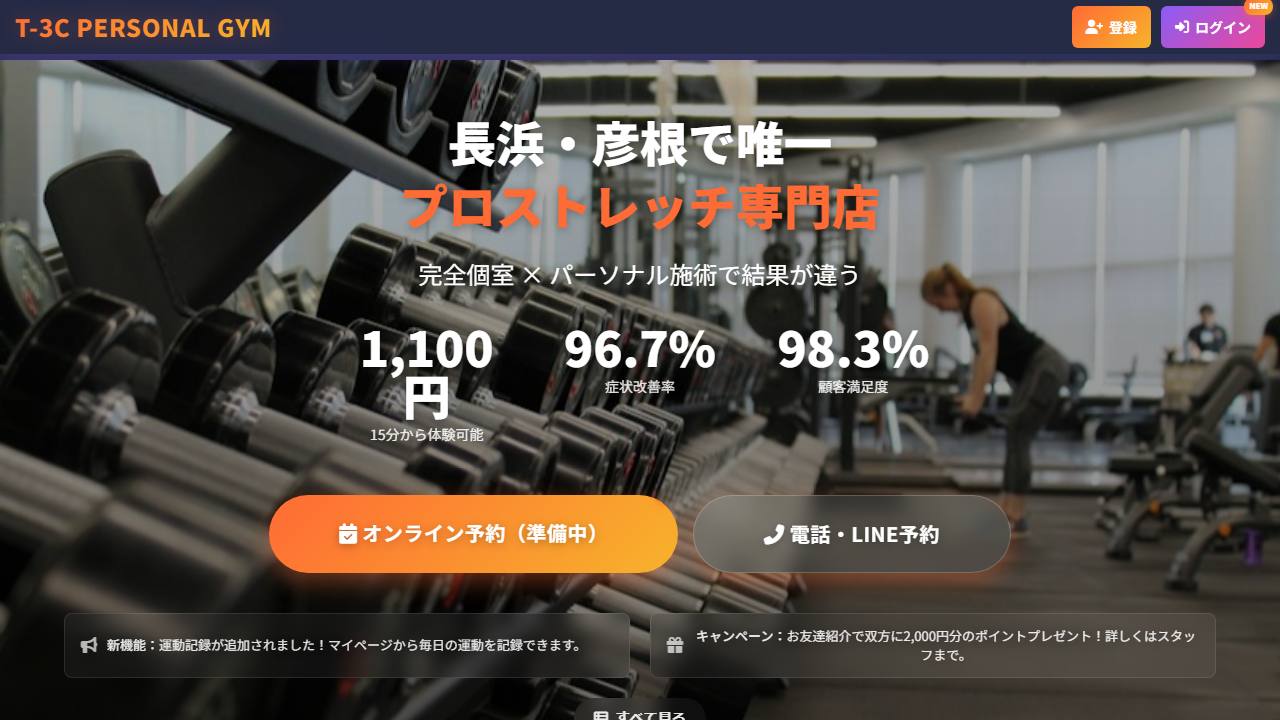 T-3C PERSONAL GYM
登録
ログイン
NEW
長浜・彦根で唯一
プロストレッチ専門店
完全個室 × パーソナル施術で結果が違う
1,100
円
15分から体験可能
96.7%
症状改善率
98.3%
顧客満足度
オンライン予約（準備中）
電話・LINE予約
新機能：運動記録が追加されました！マイページから毎日の運動を記録できます。
キャンペーン：お友達紹介で双方に2,000円分のポイントプレゼント！詳しくはスタッ
フまで。
すべて見る